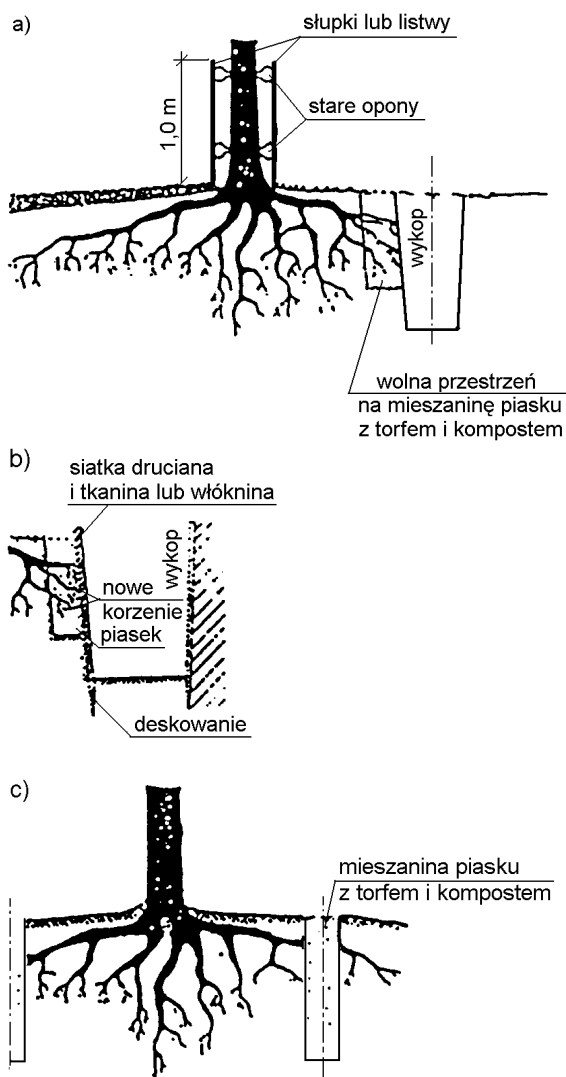 a)
słupki lub listwy
stare opony
1,0 m
wykop
wolna przestrzeń
na mieszaninę piasku
z torfem i kompostem
b)
siatka druciana
i tkanina lub włóknina
wykop
nowe
korzenie
piasek
deskowanie
c)
mieszanina piasku
z torfem i kompostem